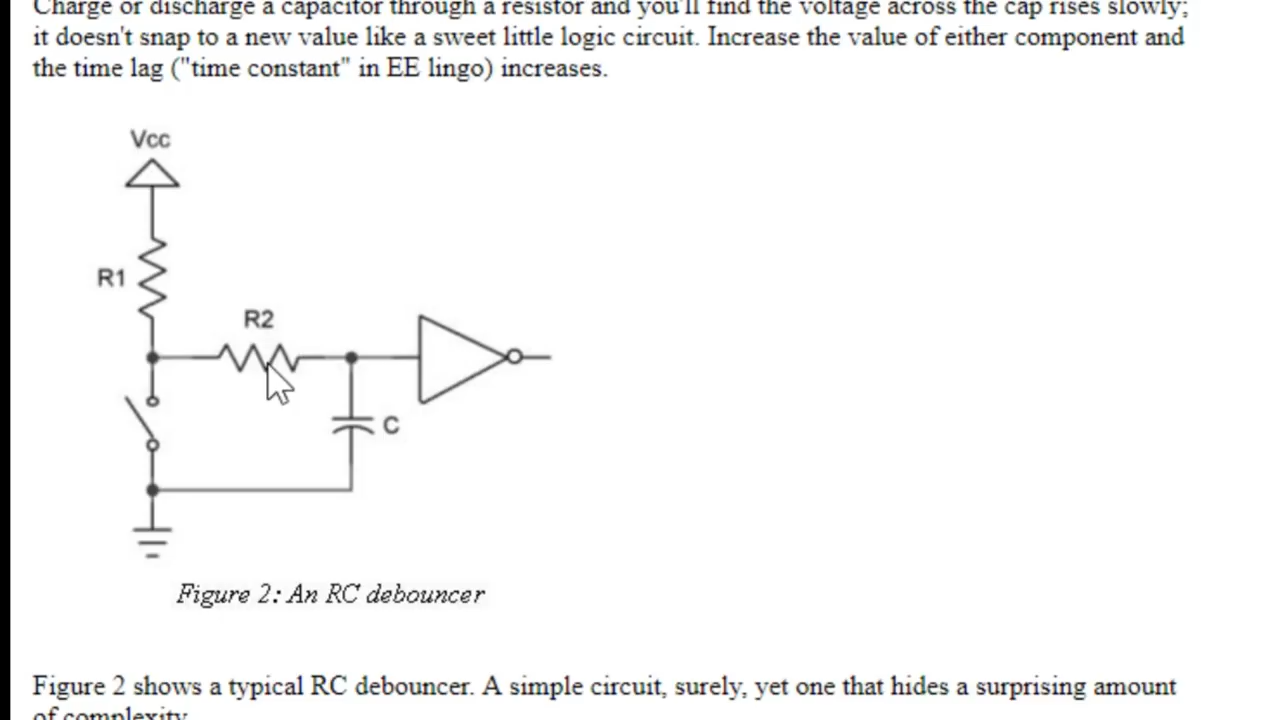 Charge or discharge a capacitor through a resistor and you'll find the voltage across the cap rises slowly;
it doesn't snap to a new value like a sweet little logic circuit. Increase the value of either component and
the time lag ("time constant" in EE lingo) increases.
Vcc
R1
R2
C
Figure 2: An RC debouncer
Figure 2 shows a typical RC debouncer. A simple circuit, surely, yet one that hides a surprising amount
of complexity.